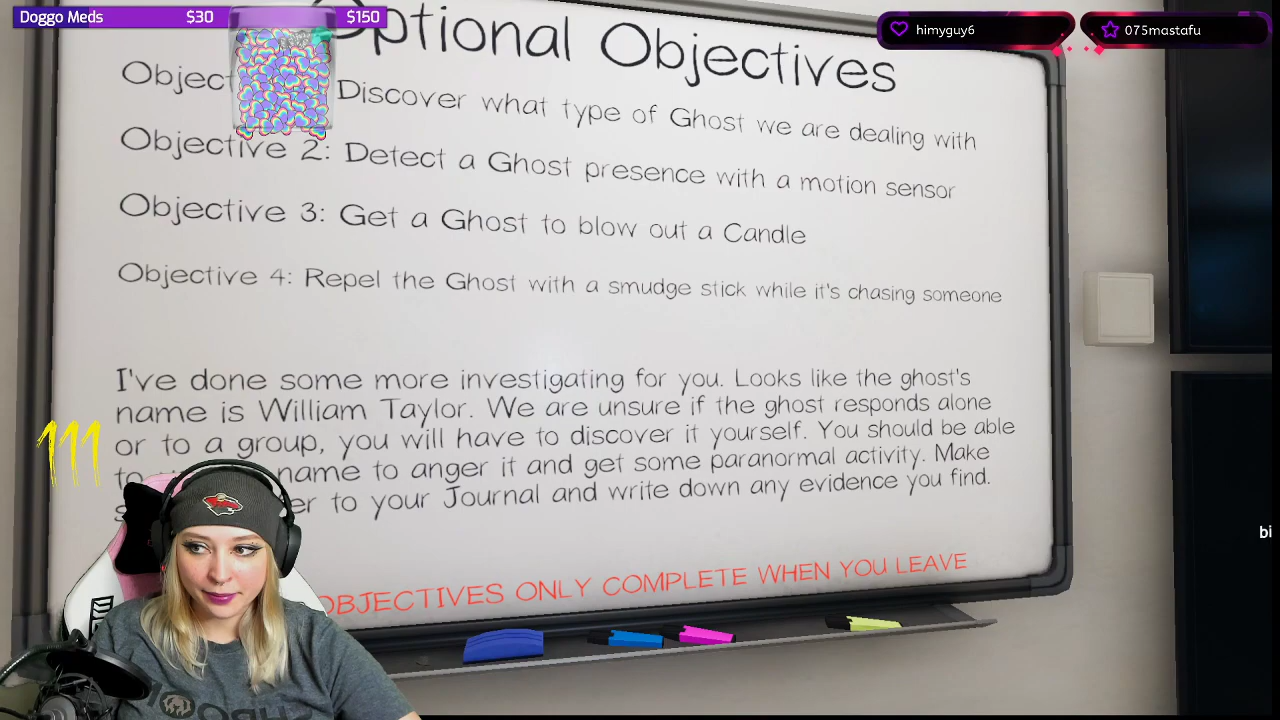 Doggo Meds $30 $150
himyguy6
075mastafu
Optional Objectives
Discover what type of Ghost we are dealing with
Objective 2: Detect a Ghost presence with a motion sensor
Objective 3: Get a Ghost to blow out a Candle
Objective 4: Repel the Ghost with a smudge stick while it's chasing someone
I've done some more investigating for you. Looks like the ghost's
name is William Taylor. We are unsure if the ghost responds alone
or to a group, you will have to discover it yourself. You should be able
to name to anger it and get some paranormal activity. Make
to your Journal and write down any evidence you find.
OBJECTIVES ONLY COMPLETE WHEN YOU LEAVE
111
bi